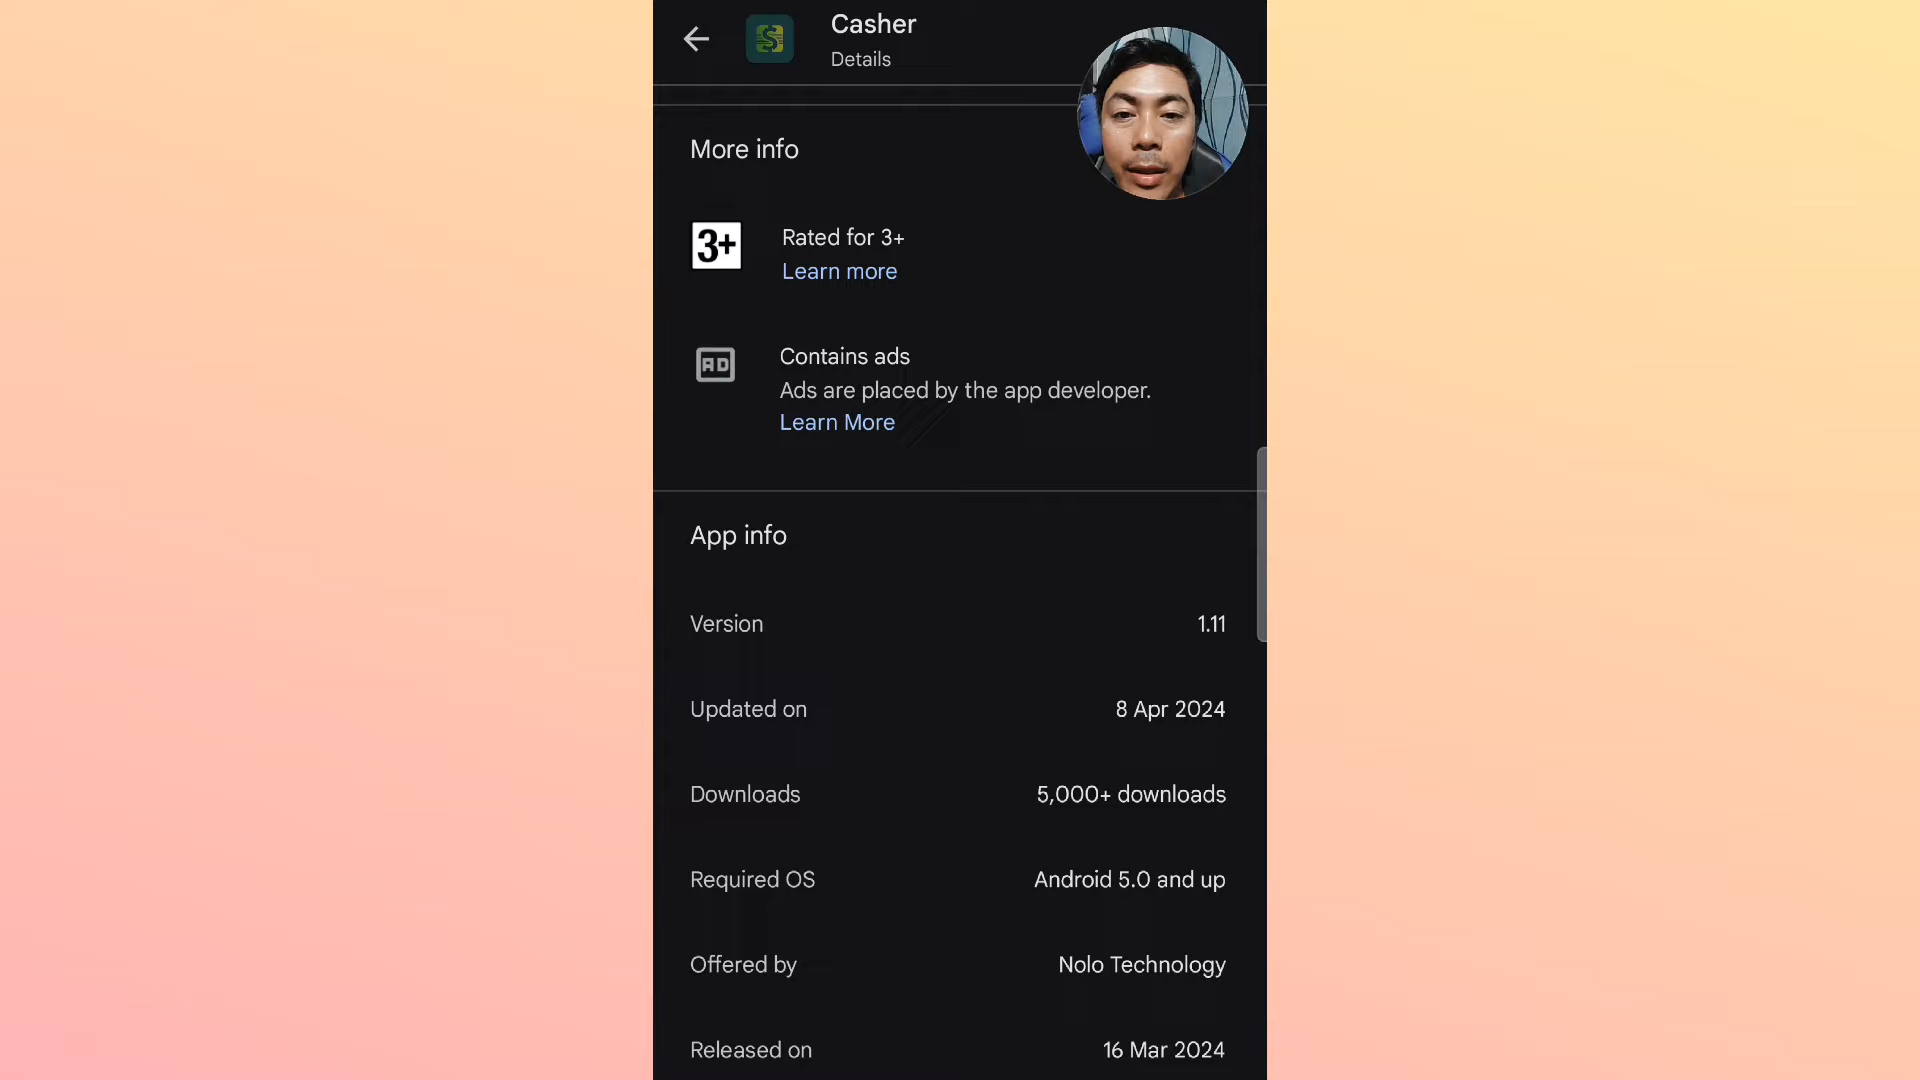 Casher
Details
More info
3+
Rated for 3+
Learn more
AD
Contains ads
Ads are placed by the app developer.
Learn More
App info
Version 1.11
Updated on 8 Apr 2024
Downloads 5,000+ downloads
Required OS Android 5.0 and up
Offered by Nolo Technology
Released on 16 Mar 2024